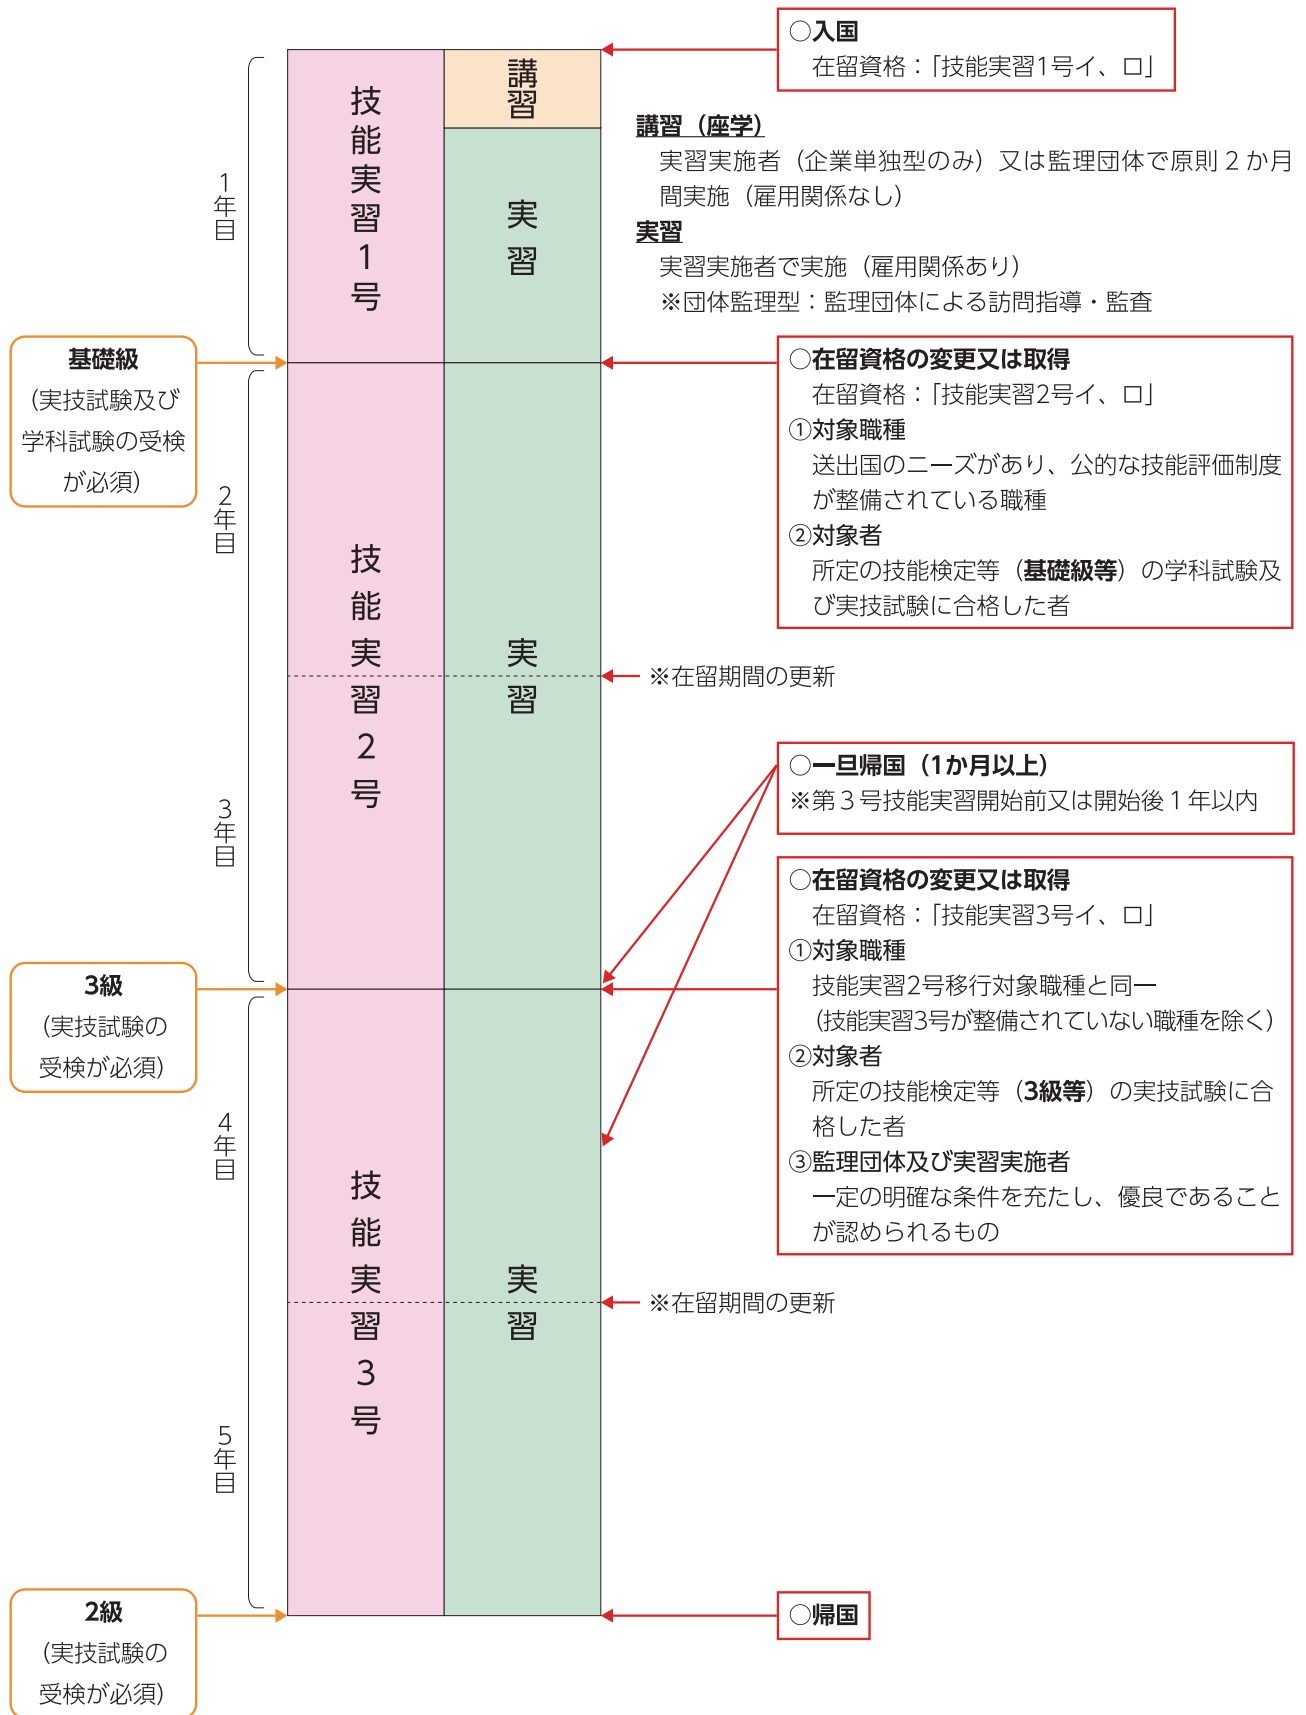 ○入国
在留資格：「技能実習1号イ、ロ」
1年目
技能実習1号
講習
実習
講習（座学）
実習実施者（企業単独型のみ）又は監理団体で原則２か月
間実施（雇用関係なし）
実習
実習実施者で実施（雇用関係あり）
※団体監理型：監理団体による訪問指導・監査
基礎級
（実技試験及び
学科試験の受検
が必須）
○在留資格の変更又は取得
在留資格：「技能実習2号イ、ロ」
①対象職種
送出国のニーズがあり、公的な技能評価制度
が整備されている職種
②対象者
所定の技能検定等（基礎級等）の学科試験及
び実技試験に合格した者
2年目
3年目
技能実習2号
実習
※在留期間の更新
○一旦帰国（1か月以上）
※第３号技能実習開始前又は開始後１年以内
3級
（実技試験の
受検が必須）
○在留資格の変更又は取得
在留資格：「技能実習3号イ、ロ」
①対象職種
技能実習2号移行対象職種と同一
（技能実習3号が整備されていない職種を除く）
②対象者
所定の技能検定等（3級等）の実技試験に合
格した者
③監理団体及び実習実施者
一定の明確な条件を充たし、優良であること
が認められるもの
4年目
5年目
技能実習3号
実習
※在留期間の更新
2級
（実技試験の
受検が必須）
○帰国